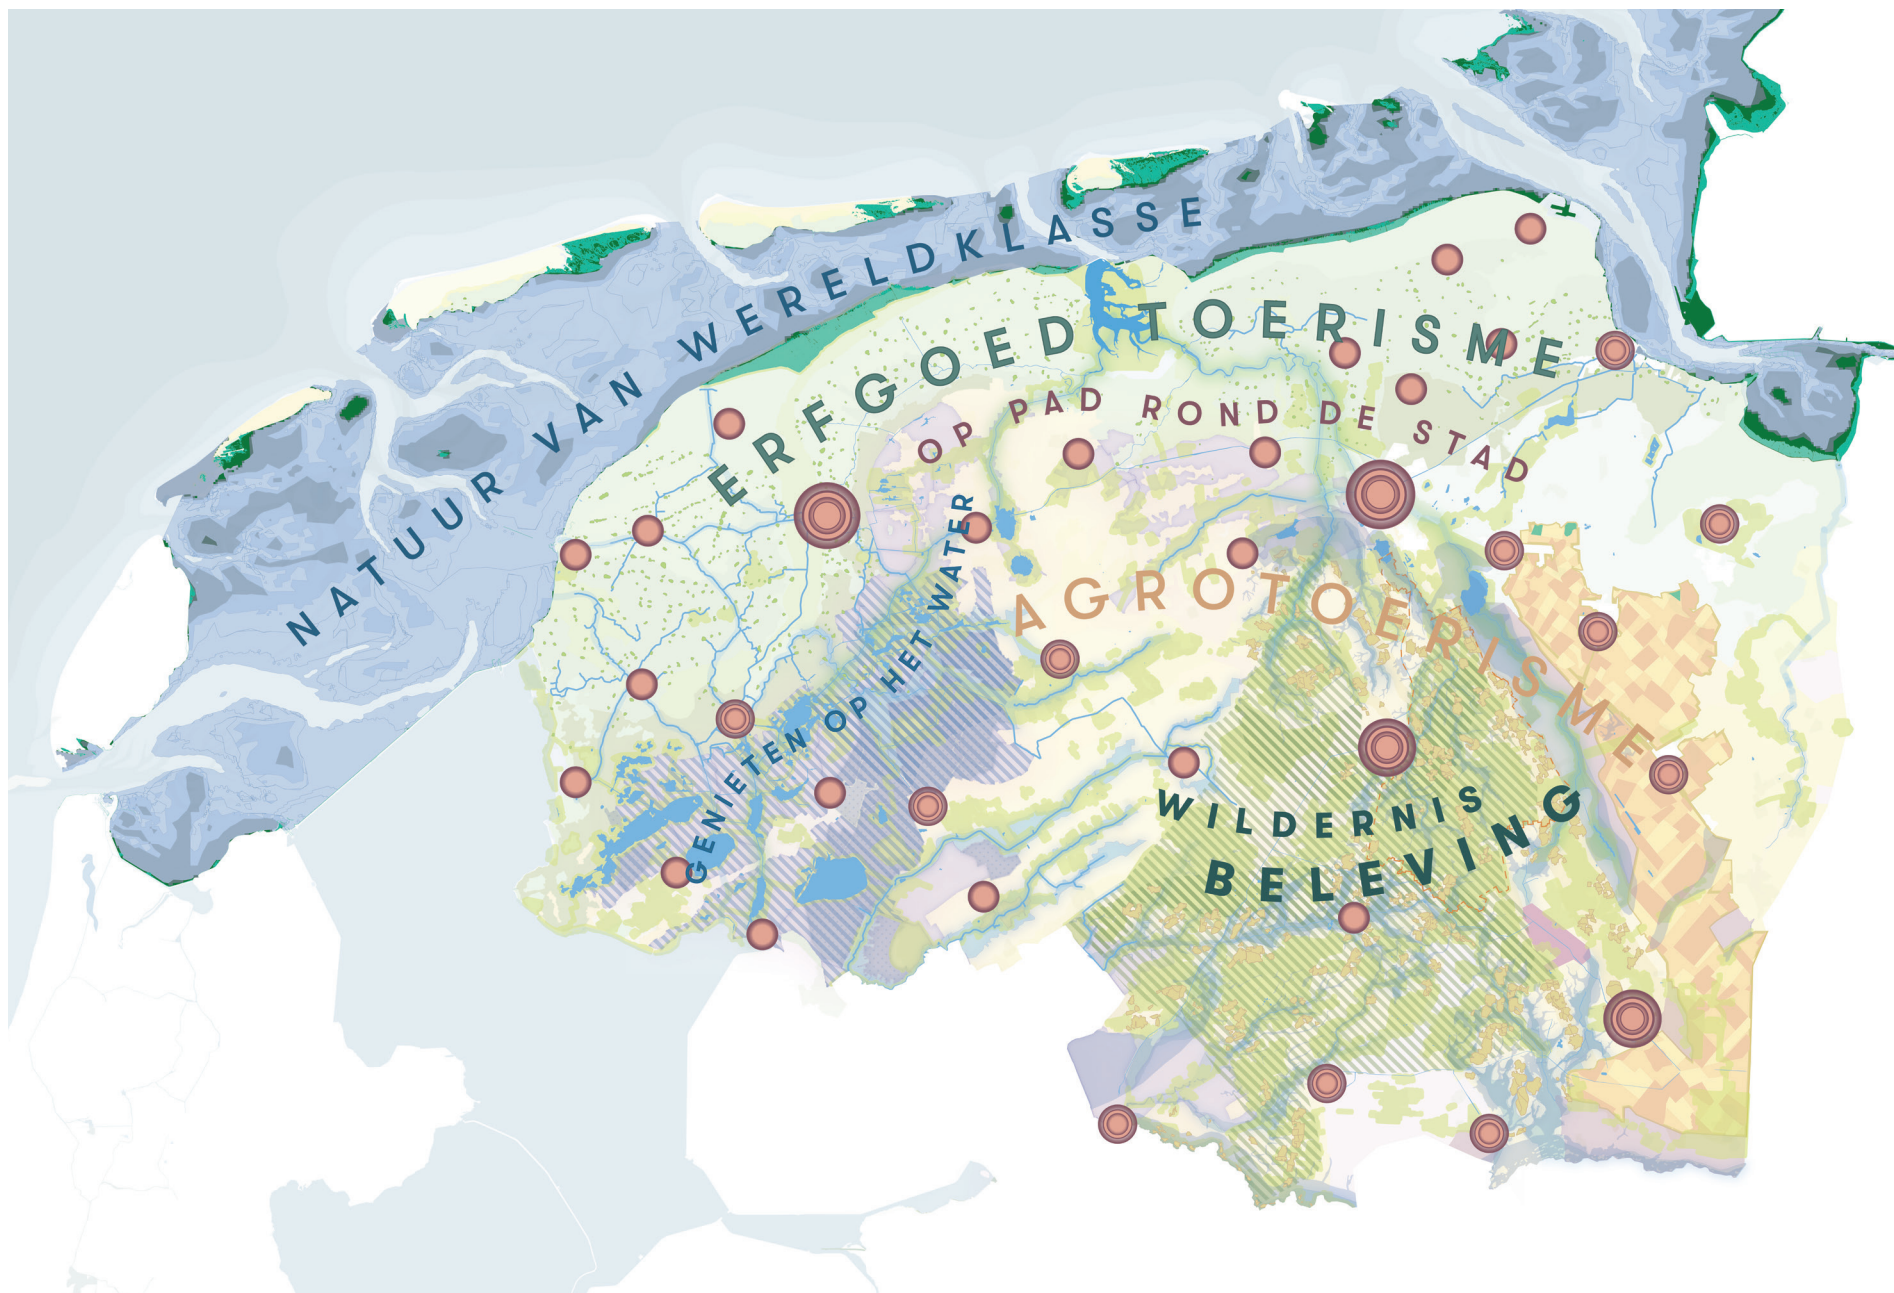 NATUUR VAN WERELDKLASSE
ERFGOED TOERISME
OP PAD ROND DE STAD
GENIETEN OP HET WATER
AGROTOERISME
WILDERNIS
BELEVING